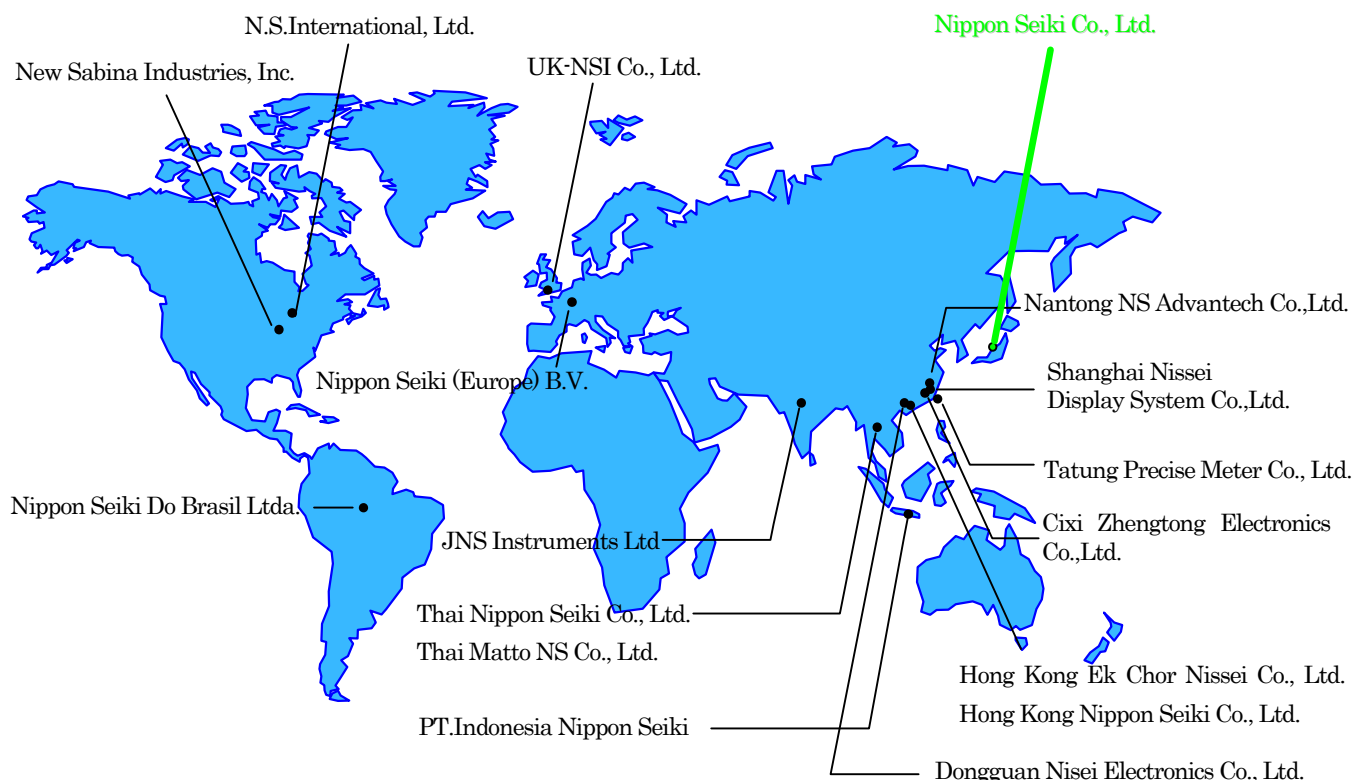 N.S.International, Ltd.
Nippon Seiki Co., Ltd.
New Sabina Industries, Inc.
UK-NSI Co., Ltd.
Nantong NS Advantech Co.,Ltd.
Nippon Seiki (Europe) B.V.
Shanghai Nissei
Display System Co.,Ltd.
Tatung Precise Meter Co., Ltd.
Nippon Seiki Do Brasil Ltda.
JNS Instruments Ltd
Cixi Zhengtong Electronics
Co.,Ltd.
Thai Nippon Seiki Co., Ltd.
Thai Matto NS Co., Ltd.
Hong Kong Ek Chor Nissei Co., Ltd.
Hong Kong Nippon Seiki Co., Ltd.
PT.Indonesia Nippon Seiki
Dongguan Nisei Electronics Co., Ltd.